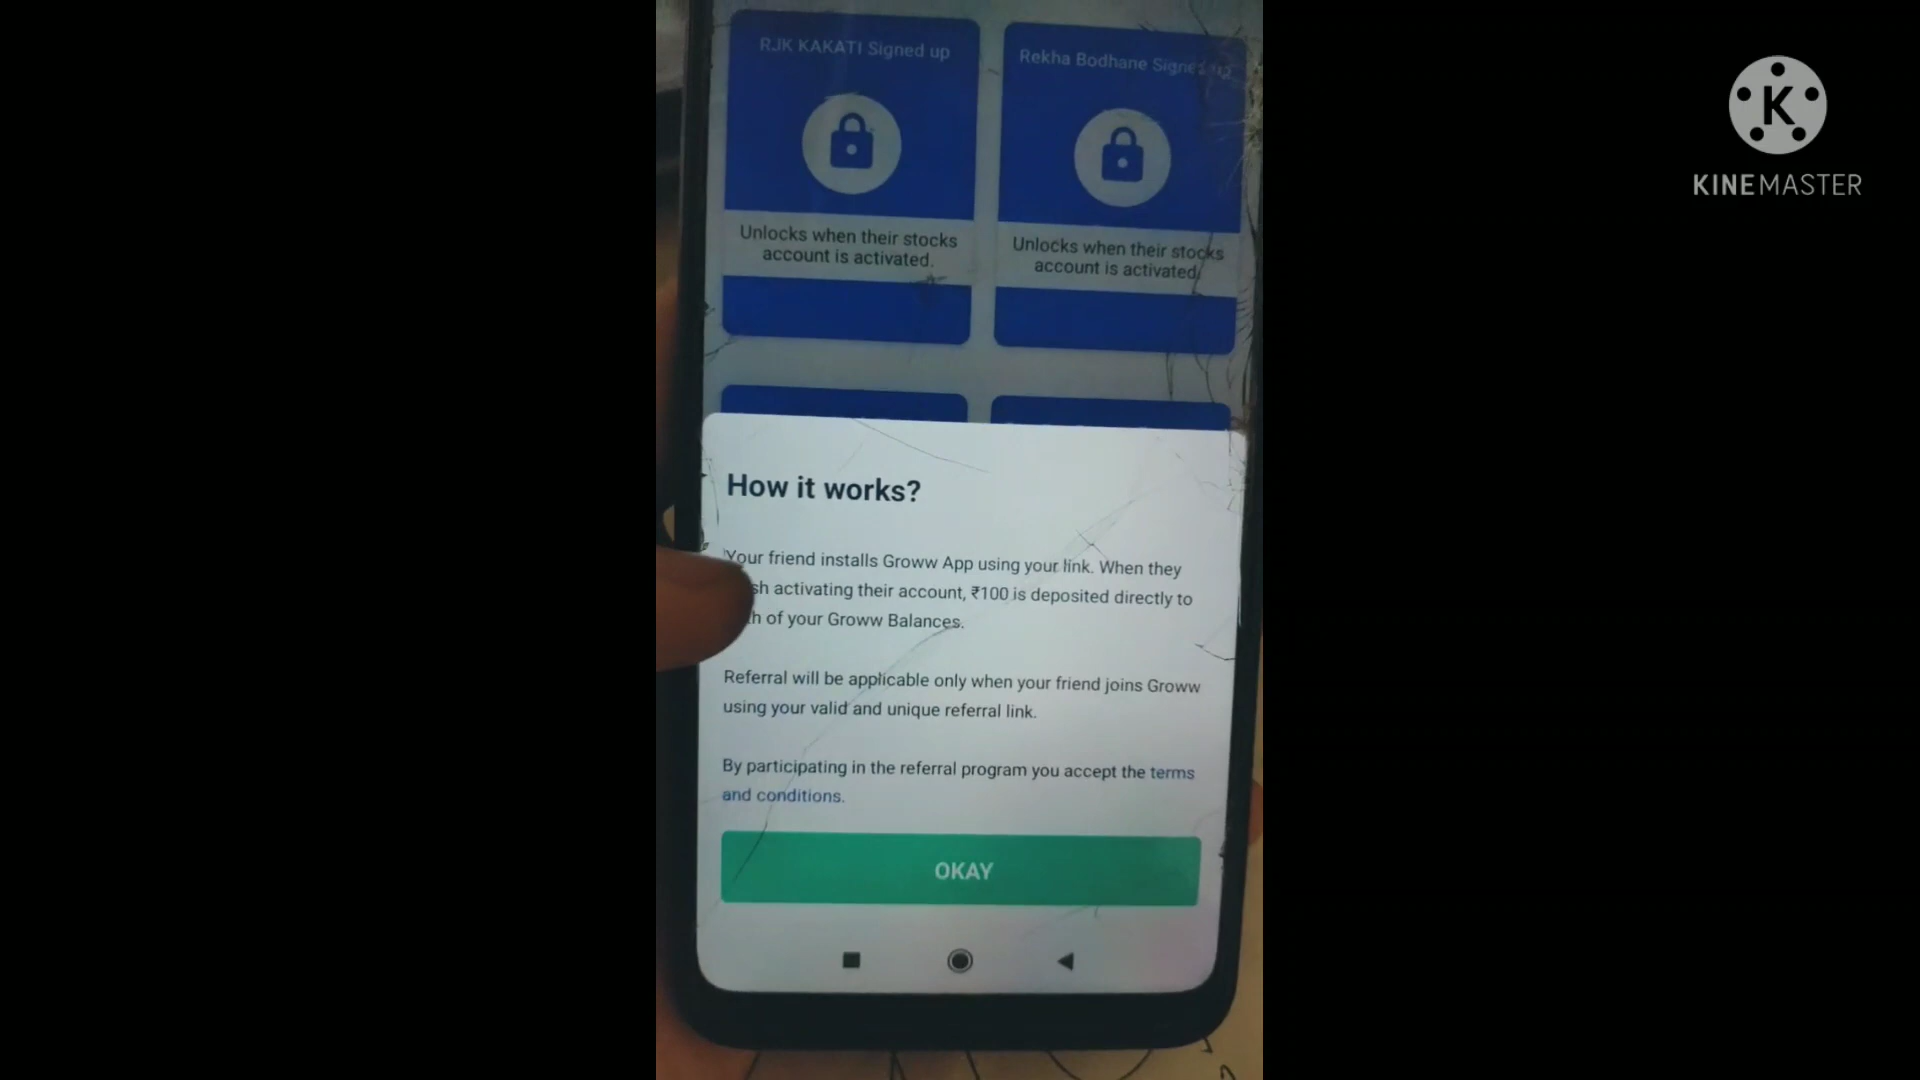 RJK KAKATI Signed up
Rekha Bodhane Signed up
Unlocks when their stocks
account is activated.
Unlocks when their stocks
account is activated.
How it works?
Your friend installs Groww App using your link. When they
activating their account, ₹100 is deposited directly to
of your Groww Balances.
Referral will be applicable only when your friend joins Groww
using your valid and unique referral link.
By participating in the referral program you accept the terms
and conditions.
OKAY
K
KINEMASTER